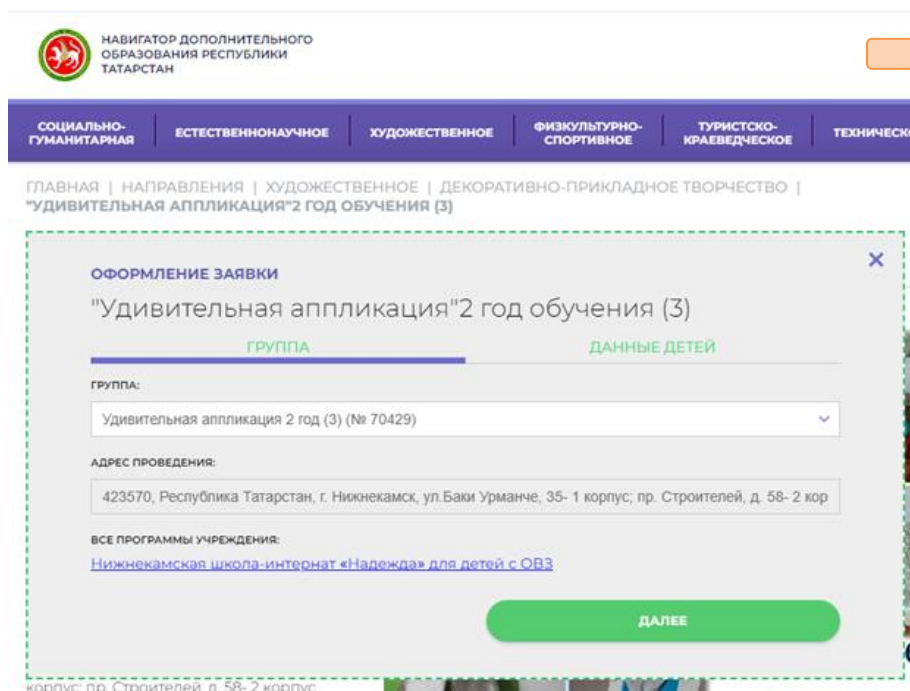 НАВИГАТОР ДОПОЛНИТЕЛЬНОГО
ОБРАЗОВАНИЯ РЕСПУБЛИКИ
ТАТАРСТАН
СОЦИАЛЬНО-
ГУМАНИТАРНАЯ
ЕСТЕСТВЕННОНАУЧНОЕ
ХУДОЖЕСТВЕННОЕ
ФИЗКУЛЬТУРНО-
СПОРТИВНОЕ
ТУРИСТСКО-
КРАЕВЕДЧЕСКОЕ
ТЕХНИЧЕСК
ГЛАВНАЯ | НАПРАВЛЕНИЯ | ХУДОЖЕСТВЕННОЕ | ДЕКОРАТИВНО-ПРИКЛАДНОЕ ТВОРЧЕСТВО |
"УДИВИТЕЛЬНАЯ АППЛИКАЦИЯ"2 ГОД ОБУЧЕНИЯ (3)
ОФОРМЛЕНИЕ ЗАЯВКИ
"Удивительная аппликация"2 год обучения (3)
ГРУППА
ДАННЫЕ ДЕТЕЙ
ГРУППА:
Удивительная аппликация 2 год (3) (№ 70429)
АДРЕС ПРОВЕДЕНИЯ:
423570, Республика Татарстан, г. Нижнекамск, ул.Баки Урманче, 35- 1 корпус; пр. Строителей, д. 58- 2 кор
ВСЕ ПРОГРАММЫ УЧРЕЖДЕНИЯ:
Нижнекамская школа-интернат «Надежда» для детей с ОВЗ
ДАЛЕЕ
корпус; пр. Строителей, д. 58- 2 корпус